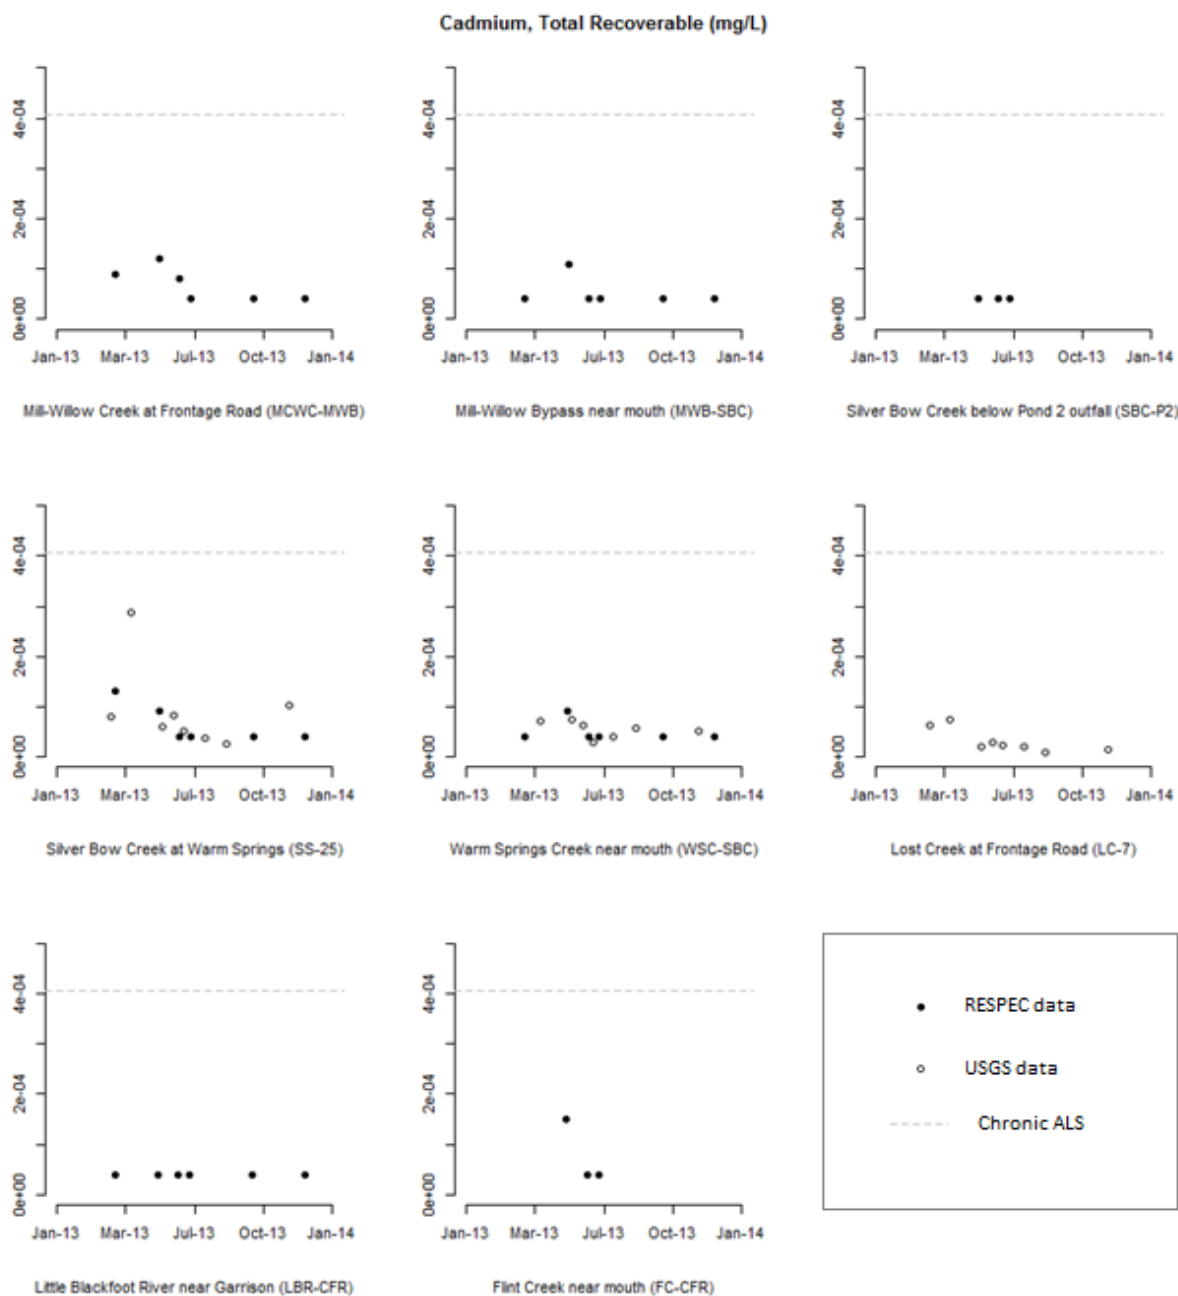 Cadmium, Total Recoverable (mg/L)
4e-04
2e-04
0e+00
Jan-13 Mar-13 Jul-13 Oct-13 Jan-14
Mill-Willow Creek at Frontage Road (MCWC-MWB)
4e-04
2e-04
0e+00
Jan-13 Mar-13 Jul-13 Oct-13 Jan-14
Mill-Willow Bypass near mouth (MWB-SBC)
4e-04
2e-04
0e+00
Jan-13 Mar-13 Jul-13 Oct-13 Jan-14
Silver Bow Creek below Pond 2 outfall (SBC-P2)
4e-04
2e-04
0e+00
Jan-13 Mar-13 Jul-13 Oct-13 Jan-14
Silver Bow Creek at Warm Springs (SS-25)
4e-04
2e-04
0e+00
Jan-13 Mar-13 Jul-13 Oct-13 Jan-14
Warm Springs Creek near mouth (WSC-SBC)
4e-04
2e-04
0e+00
Jan-13 Mar-13 Jul-13 Oct-13 Jan-14
Lost Creek at Frontage Road (LC-7)
4e-04
2e-04
0e+00
Jan-13 Mar-13 Jul-13 Oct-13 Jan-14
Little Blackfoot River near Garrison (LBR-CFR)
4e-04
2e-04
0e+00
Jan-13 Mar-13 Jul-13 Oct-13 Jan-14
Flint Creek near mouth (FC-CFR)
RESPEC data
USGS data
Chronic ALS